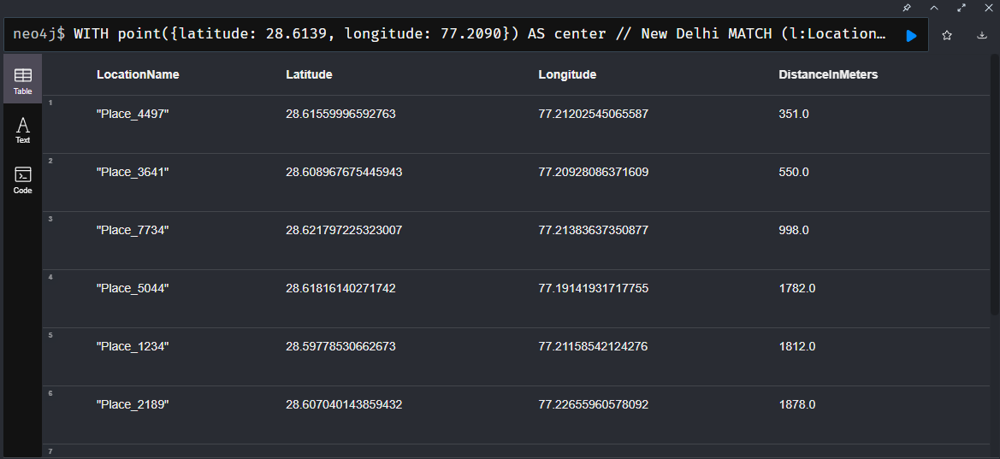 neo4j$ WITH point({latitude: 28.6139, longitude: 77.2090}) AS center // New Delhi MATCH (l:Location…
Table
Text
Code
LocationName Latitude Longitude DistanceInMeters
1 "Place_4497" 28.61559996592763 77.21202545065587 351.0
2 "Place_3641" 28.608967675445943 77.20928086371609 550.0
3 "Place_7734" 28.621797225323007 77.21383637350877 998.0
4 "Place_5044" 28.61816140271742 77.19141931717755 1782.0
5 "Place_1234" 28.59778530662673 77.21158542124276 1812.0
6 "Place_2189" 28.607040143859432 77.22655960578092 1878.0
7